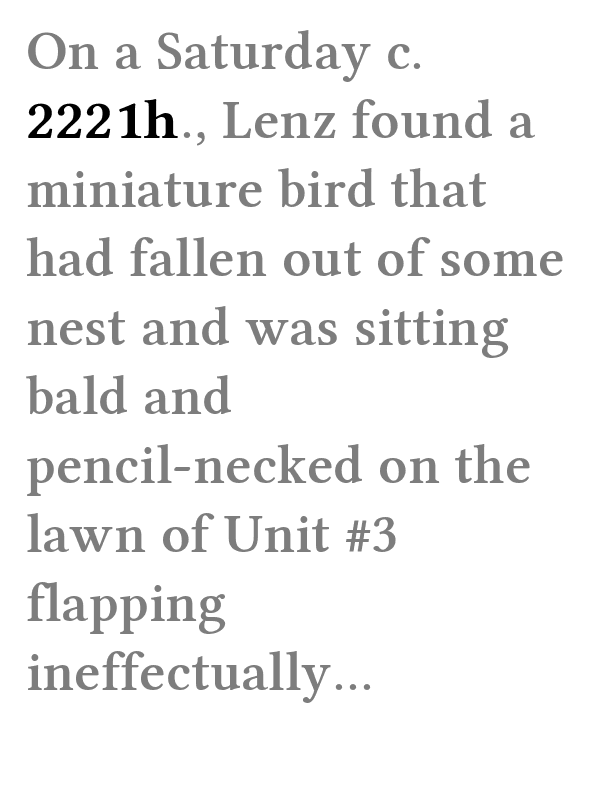 On a Saturday c.
2221h., Lenz found a
miniature bird that
had fallen out of some
nest and was sitting
bald and
pencil-necked on the
lawn of Unit #3
flapping
ineffectually…